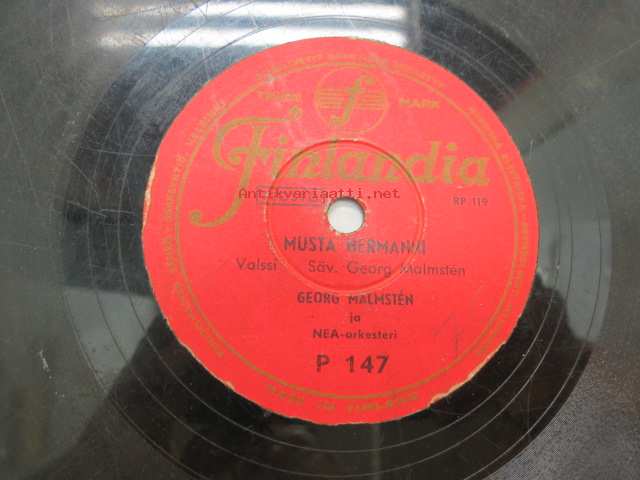 TRADE MARK
Finlandia
Antikvariaatti.net
RP 119
MUSTA HERMANNI
Valssi Säv. Georg Malmstén
GEORG MALMSTÉN
ja
NEA-orkesteri
P 147